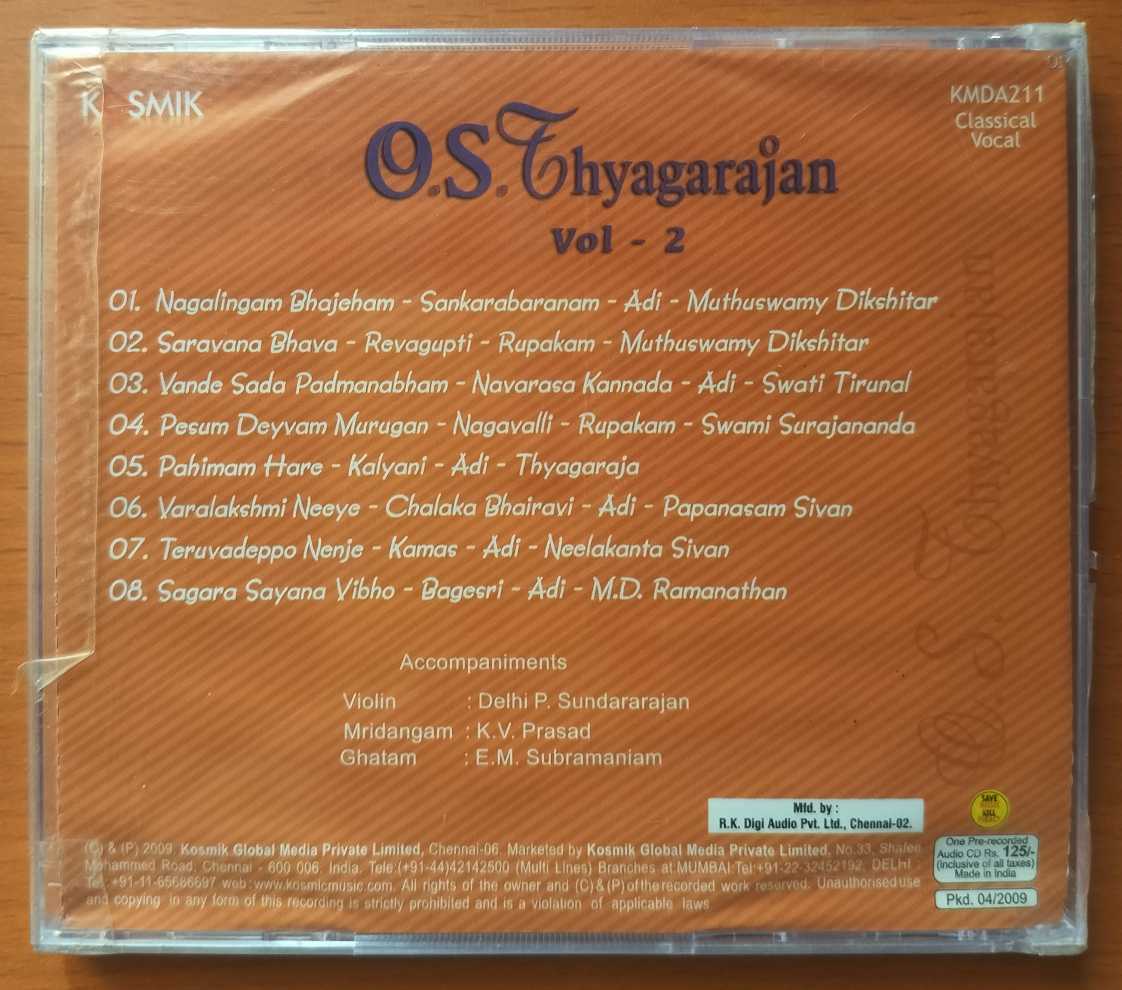 K SMIK
KMDA211
Classical
Vocal
O.S. Thyagarajan
Vol - 2
01. Nagalingam Bhajeham - Sankarabaranam - Adi - Muthuswamy Dikshitar
02. Saravana Bhava - Revagupti - Rupakam - Muthuswamy Dikshitar
03. Vande Sada Padmanabham - Navarasa Kannada - Adi - Swati Tirunal
04. Pesum Deyvam Murugan - Nagavalli - Rupakam - Swami Surajananda
05. Pahimam Hare - Kalyani - Adi - Thyagaraja
06. Varalakshmi Neeye - Chalaka Bhairavi - Adi - Papanasam Sivan
07. Teruvadeppo Nenje - Kamas - Adi - Neelakanta Sivan
08. Sagara Sayana Vibho - Bagesri - Adi - M.D. Ramanathan
O.S. Thyagarajan
Accompaniments
Violin : Delhi P. Sundararajan
Mridangam : K.V. Prasad
Ghatam : E.M. Subramaniam
Mfd. by :
R.K. Digi Audio Pvt. Ltd., Chennai-02.
SAVE
MUSIC
KILL
PIRACY
(C) & (P) 2009. Kosmik Global Media Private Limited, Chennai-06. Marketed by Kosmik Global Media Private Limited, No.33, Shafee
Mohammed Road, Chennai - 600 006. India. Tele:(+91-44)42142500 (Multi Lines) Branches at MUMBAI Tel+91-22-32452192, DELHI -
Tel:+91-11-65686697 web:www.kosmicmusic.com. All rights of the owner and (C)&(P) of the recorded work reserved. Unauthorised use
and copying in any form of this recording is strictly prohibited and is a violation of applicable laws
One Pre-recorded
Audio CD Rs. 125/-
(inclusive of all taxes)
Made in India
Pkd. 04/2009